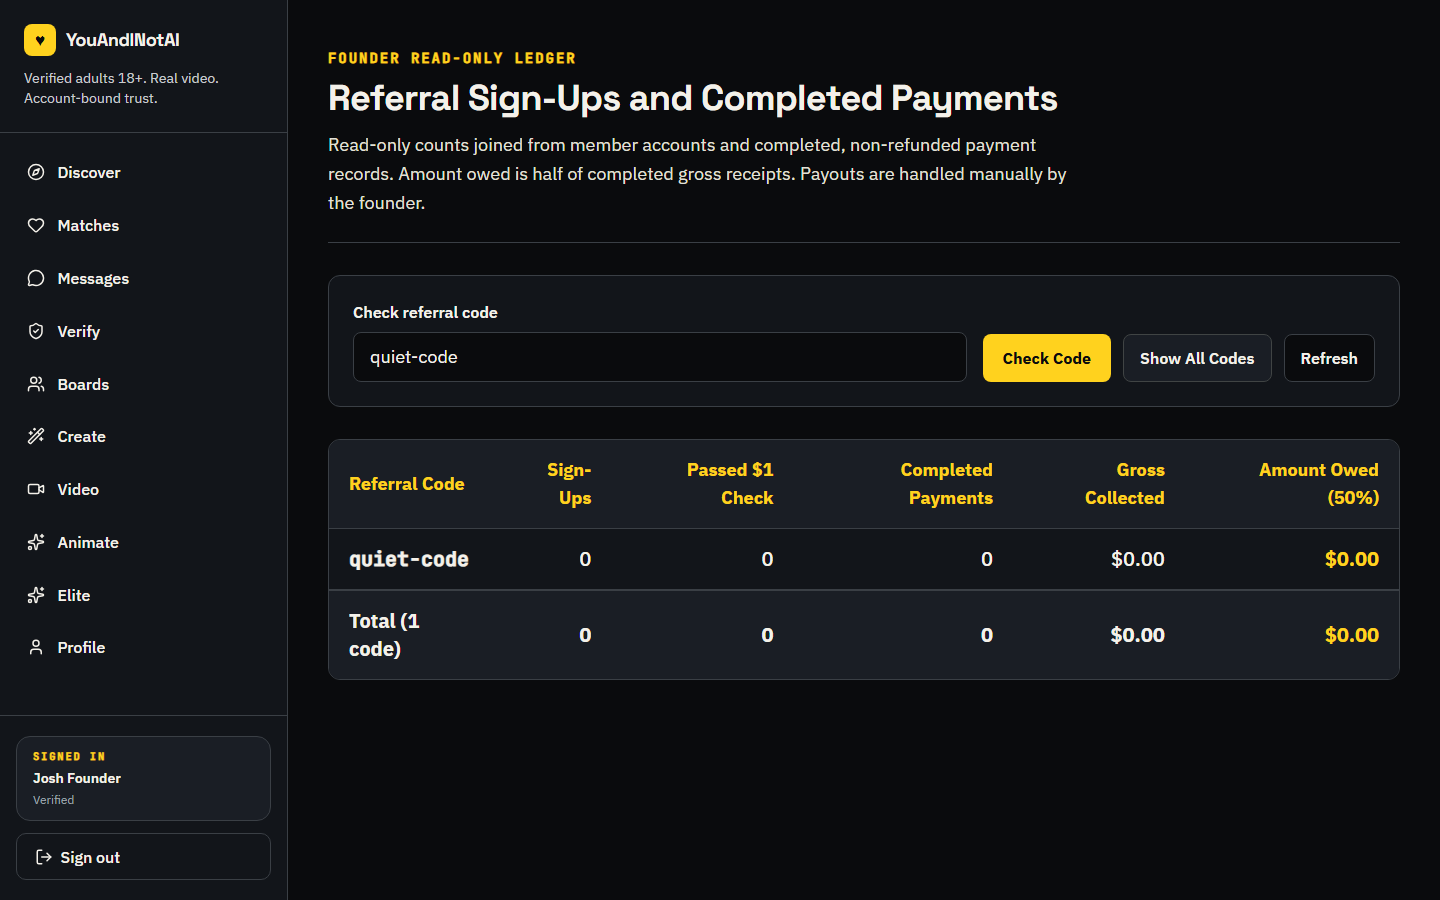 YouAndINotAI
Verified adults 18+. Real video.
Account-bound trust.
Discover
Matches
Messages
Verify
Boards
Create
Video
Animate
Elite
Profile
SIGNED IN
Josh Founder
Verified
Sign out
FOUNDER READ-ONLY LEDGER
Referral Sign-Ups and Completed Payments
Read-only counts joined from member accounts and completed, non-refunded payment
records. Amount owed is half of completed gross receipts. Payouts are handled manually by
the founder.
Check referral code
quiet-code
Check Code
Show All Codes
Refresh
Referral Code
Sign-
Ups
Passed $1
Check
Completed
Payments
Gross
Collected
Amount Owed
(50%)
quiet-code 0 0 0 $0.00 $0.00
Total (1
code)
0 0 0 $0.00 $0.00